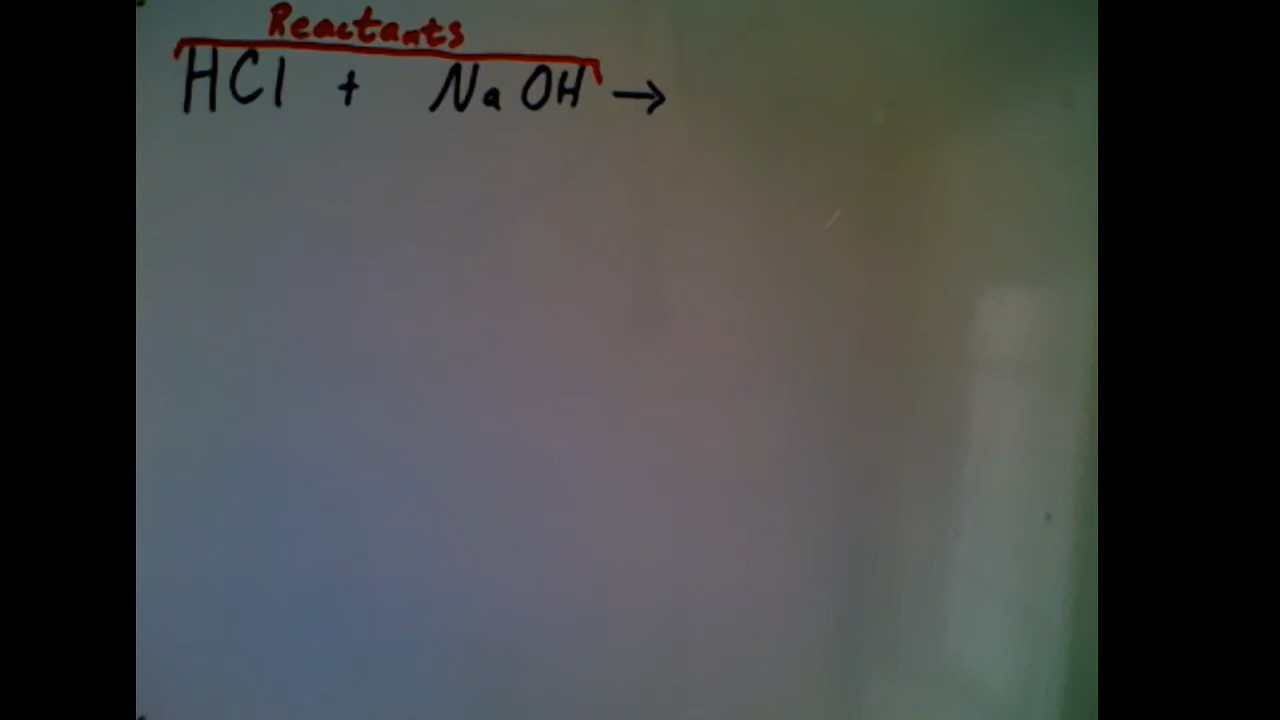 Reactants
HCl + NaOH →